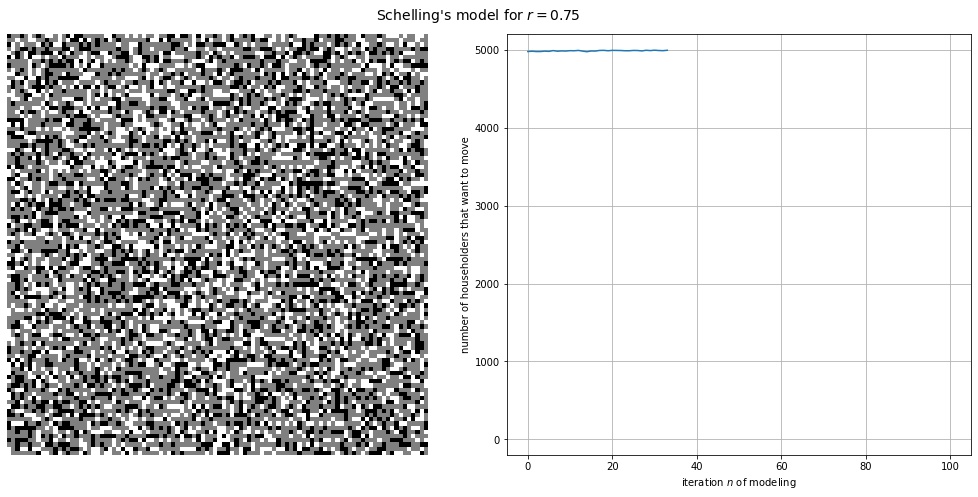 Schelling's model for r = 0.75
number of householders that want to move
5000
4000
3000
2000
1000
0
0 20 40 60 80 100
iteration n of modeling